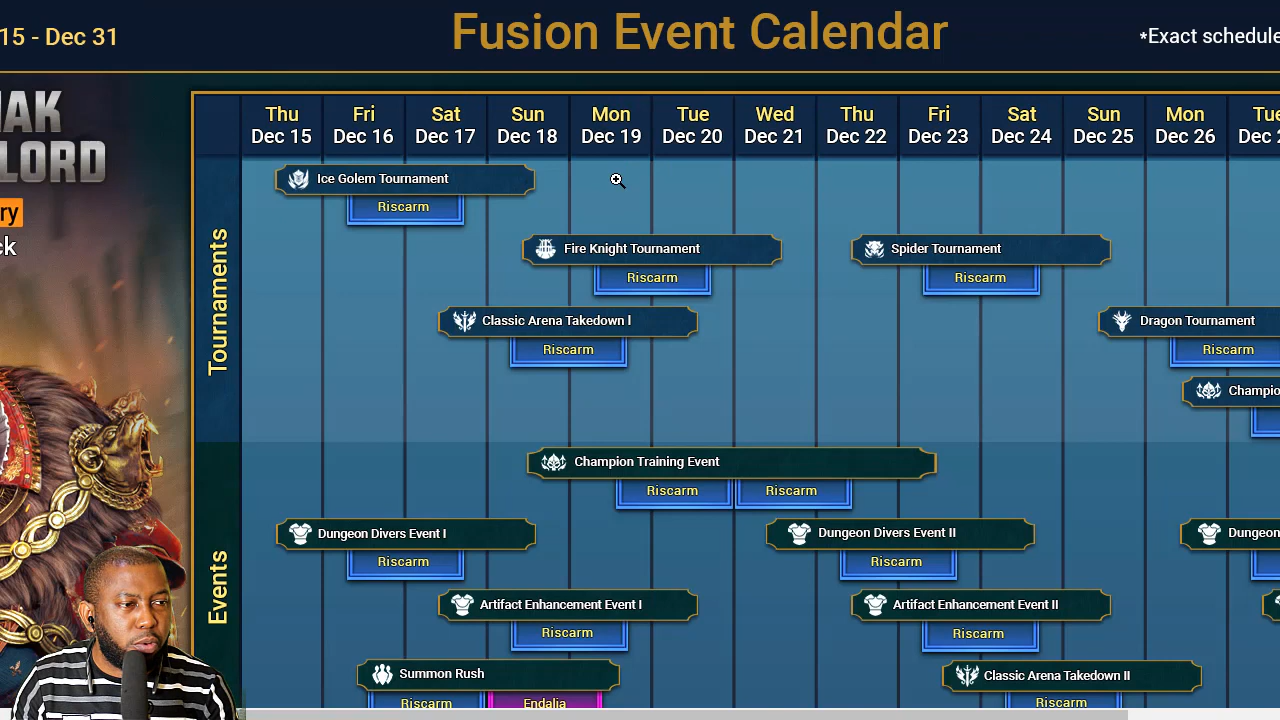 15 - Dec 31
Fusion Event Calendar
*Exact schedule
AK
LORD
ry
ck
Thu Fri Sat Sun Mon Tue Wed Thu Fri Sat Sun Mon Tue
Dec 15 Dec 16 Dec 17 Dec 18 Dec 19 Dec 20 Dec 21 Dec 22 Dec 23 Dec 24 Dec 25 Dec 26 Dec 2
Tournaments
Ice Golem Tournament
Riscarm
Fire Knight Tournament
Riscarm
Spider Tournament
Riscarm
Classic Arena Takedown I
Riscarm
Dragon Tournament
Riscarm
Champio
Events
Champion Training Event
Riscarm
Riscarm
Dungeon Divers Event I
Riscarm
Dungeon Divers Event II
Riscarm
Dungeon
Artifact Enhancement Event I
Riscarm
Artifact Enhancement Event II
Riscarm
Summon Rush
Riscarm
Endalia
Classic Arena Takedown II
Riscarm